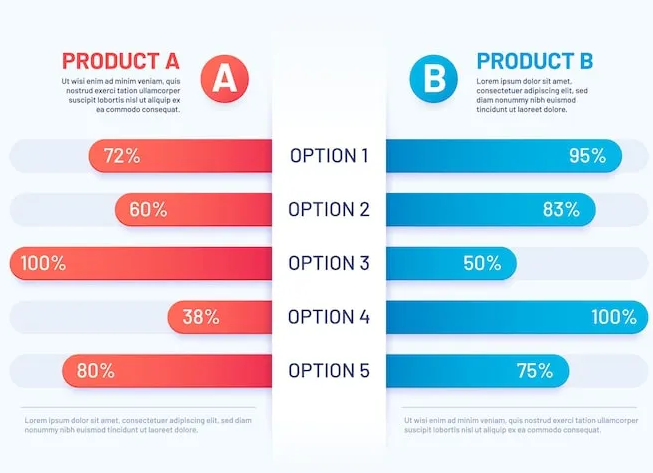 PRODUCT A
Ut wisi enim ad minim veniam, quis
nostrud exerci tation ullamcorper
suscipit lobortis nisl ut aliquip ex
ea commodo consequat.
A
B
PRODUCT B
Lorem ipsum dolor sit amet,
consectetuer adipiscing elit, sed
diam nonummy nibh euismod
tincidunt ut laoreet dolore.
72% OPTION 1 95%
60% OPTION 2 83%
100% OPTION 3 50%
38% OPTION 4 100%
80% OPTION 5 75%
Lorem ipsum dolor sit amet, consectetuer adipiscing elit, sed diam
nonummy nibh euismod tincidunt ut laoreet dolore.
Ut wisi enim ad minim veniam, quis nostrud exerci tation ullamcorper
suscipit lobortis nisl ut aliquip ex ea commodo consequat.